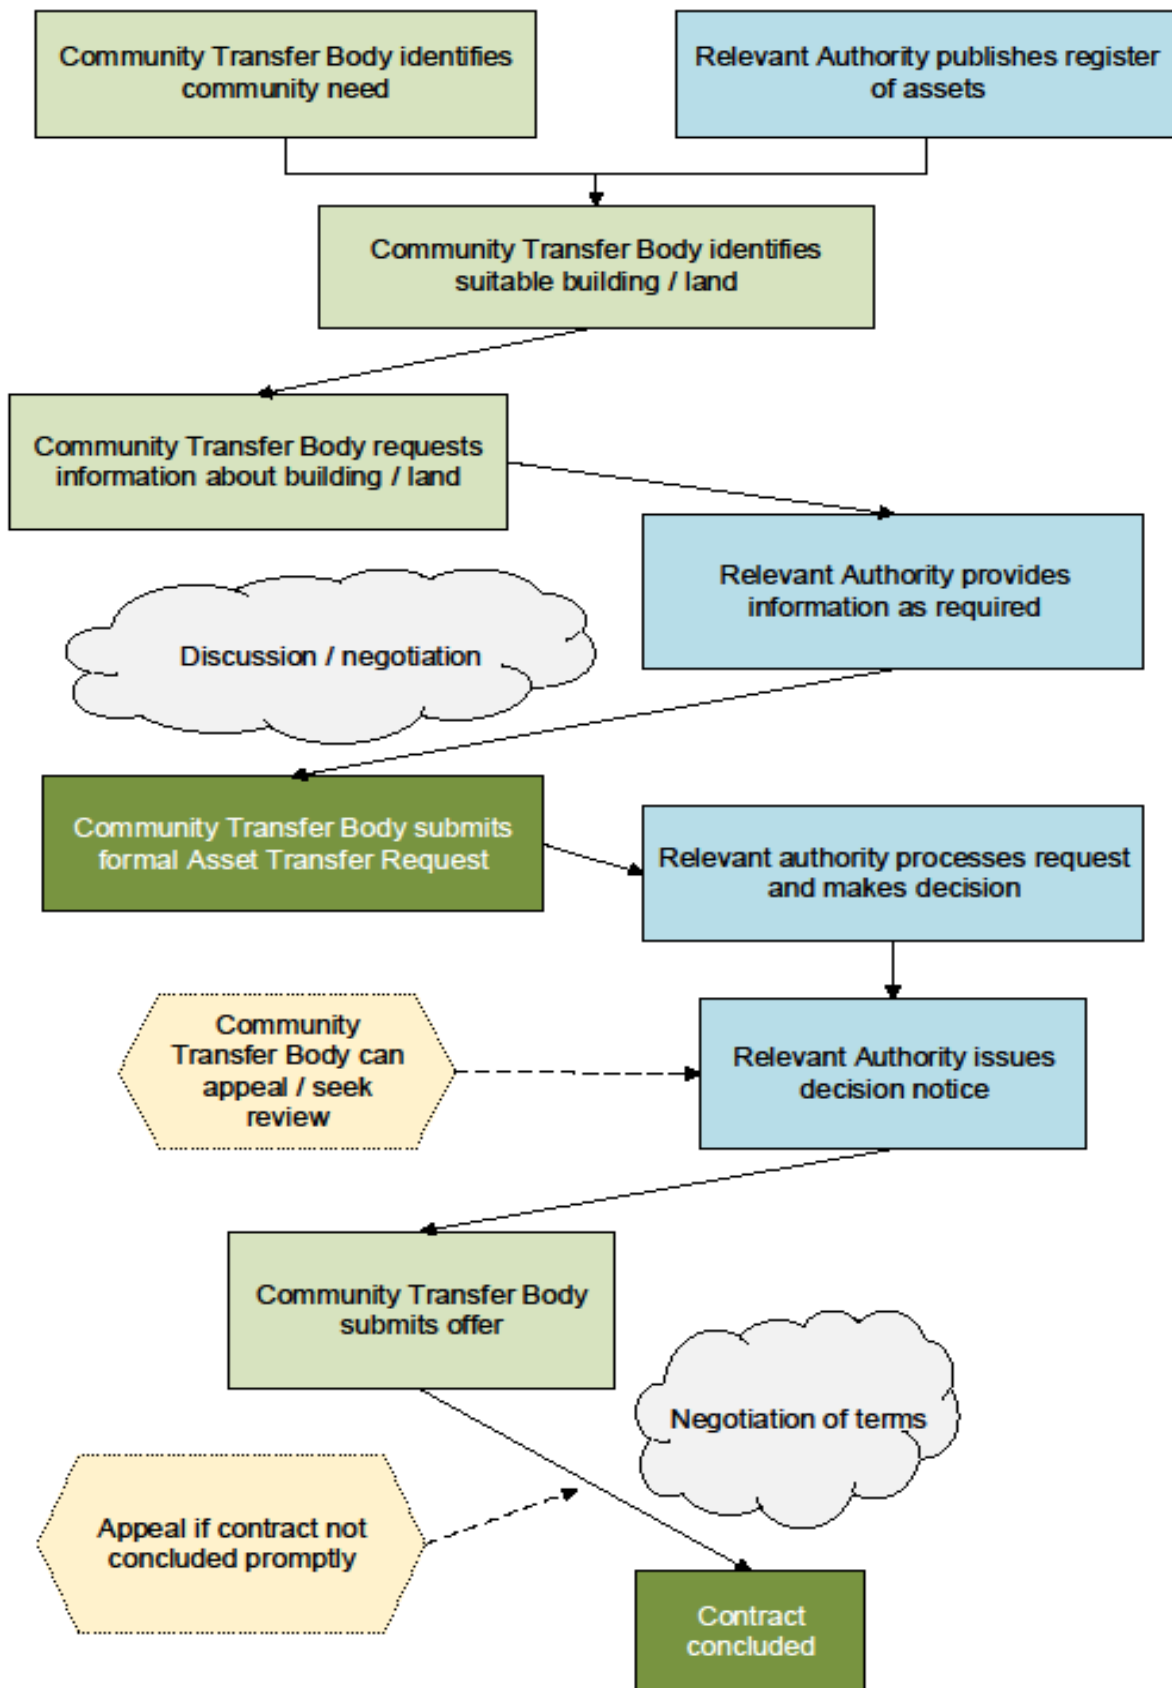 Community Transfer Body identifies
community need
Relevant Authority publishes register
of assets
Community Transfer Body identifies
suitable building / land
Community Transfer Body requests
information about building / land
Relevant Authority provides
information as required
Discussion / negotiation
Community Transfer Body submits
formal Asset Transfer Request
Relevant authority processes request
and makes decision
Community
Transfer Body can
appeal / seek
review
Relevant Authority issues
decision notice
Community Transfer Body
submits offer
Negotiation of terms
Appeal if contract not
concluded promptly
Contract
concluded